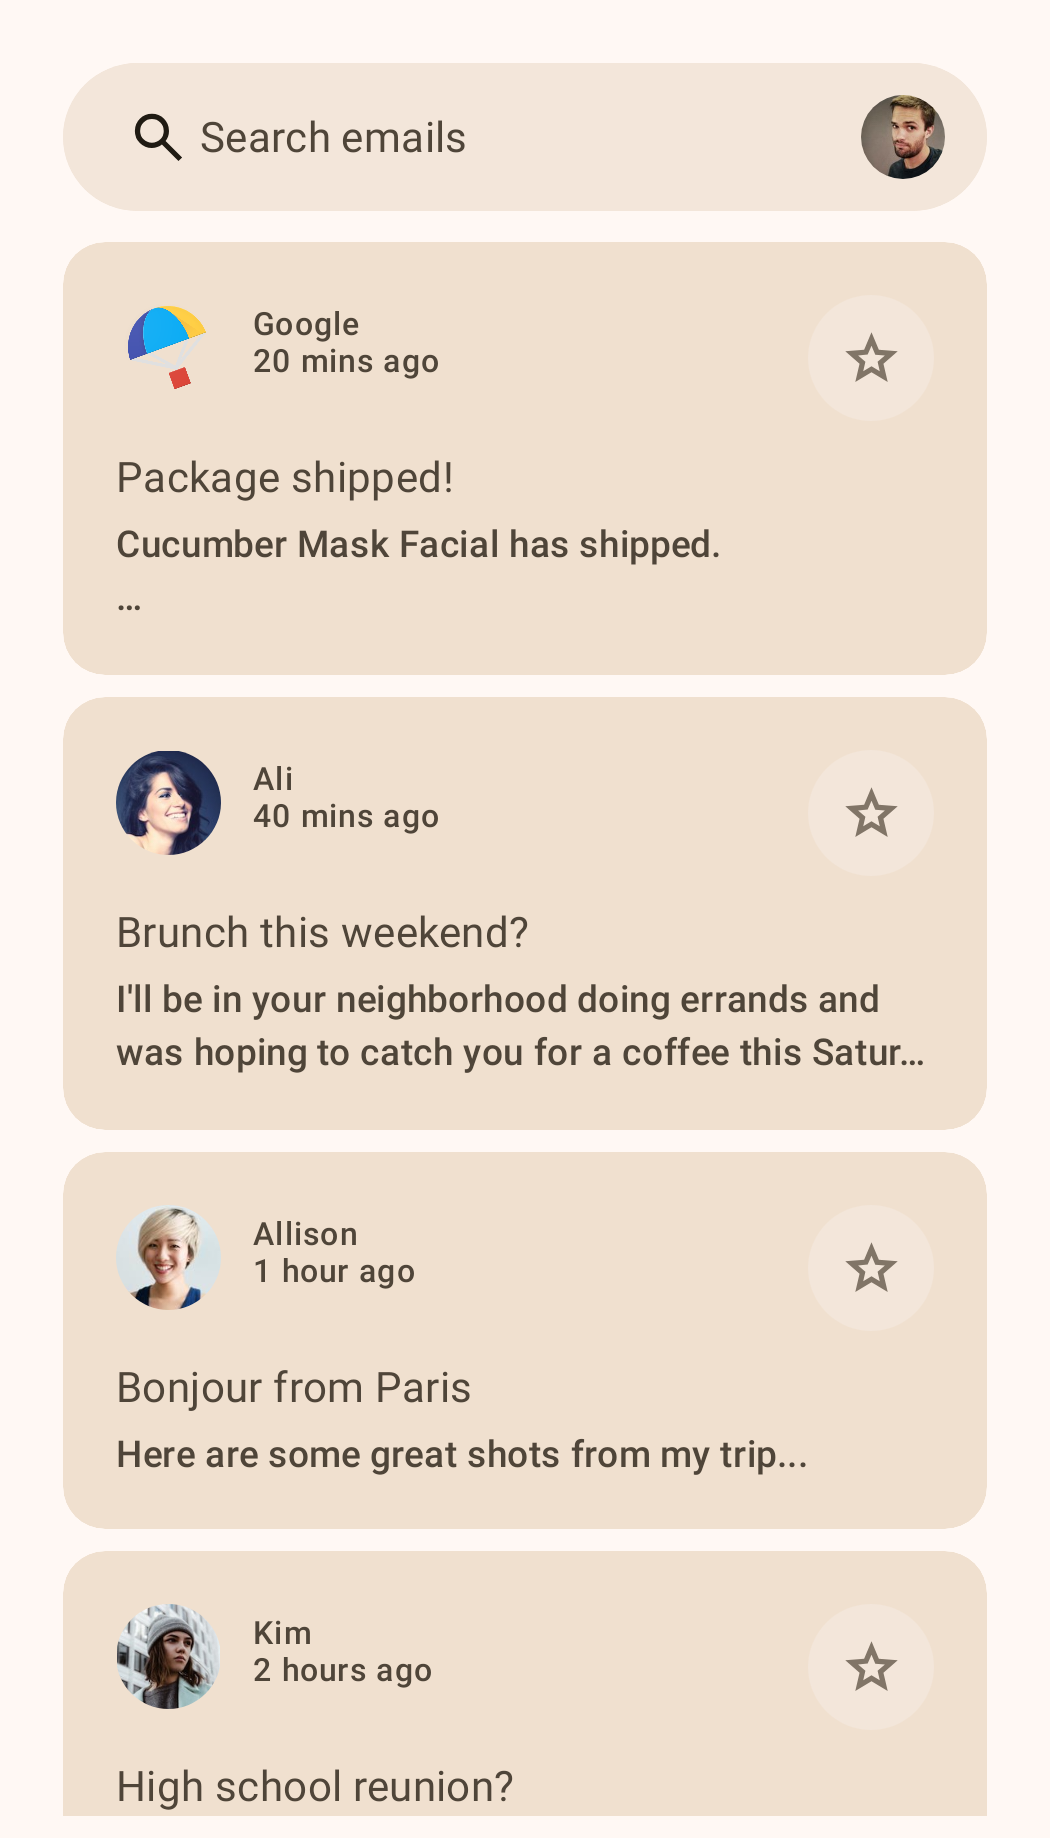 Search emails
Google
20 mins ago
Package shipped!
Cucumber Mask Facial has shipped.
…
Ali
40 mins ago
Brunch this weekend?
I'll be in your neighborhood doing errands and
was hoping to catch you for a coffee this Satur…
Allison
1 hour ago
Bonjour from Paris
Here are some great shots from my trip...
Kim
2 hours ago
High school reunion?